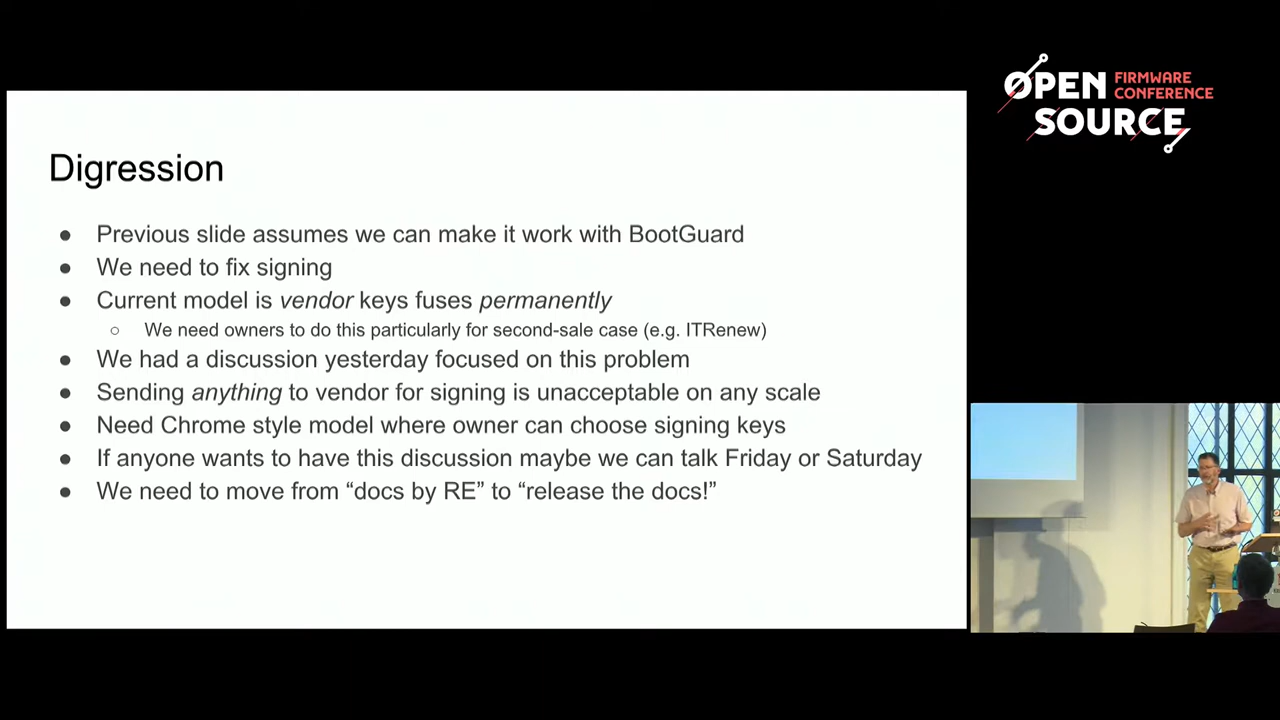 OPEN FIRMWARE
CONFERENCE
SOURCE
Digression
● Previous slide assumes we can make it work with BootGuard
● We need to fix signing
● Current model is vendor keys fuses permanently
○ We need owners to do this particularly for second-sale case (e.g. ITRenew)
● We had a discussion yesterday focused on this problem
● Sending anything to vendor for signing is unacceptable on any scale
● Need Chrome style model where owner can choose signing keys
● If anyone wants to have this discussion maybe we can talk Friday or Saturday
● We need to move from “docs by RE” to “release the docs!”